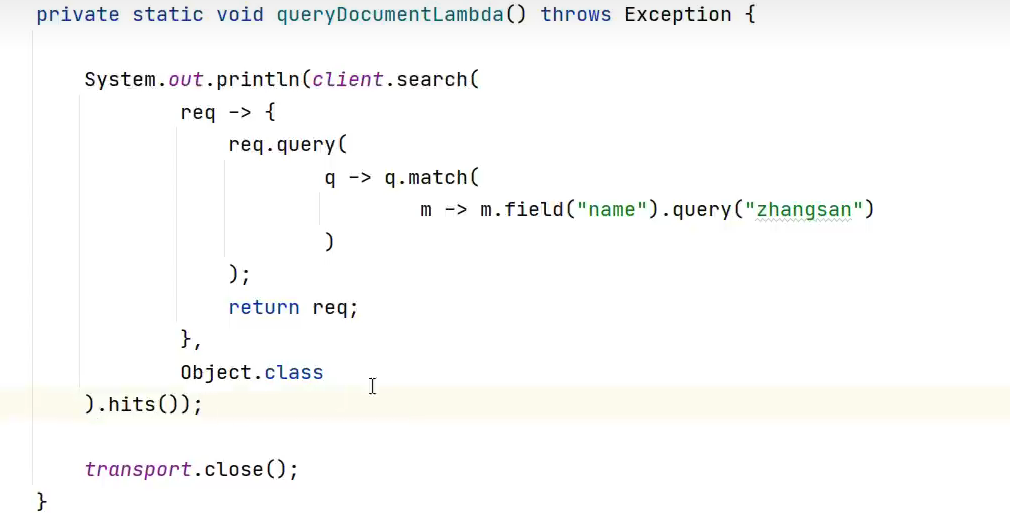 private static void queryDocumentLambda() throws Exception {
System.out.println(client.search(
req -> {
req.query(
q -> q.match(
m -> m.field("name").query("zhangsan")
)
);
return req;
},
Object.class
).hits());
transport.close();
}